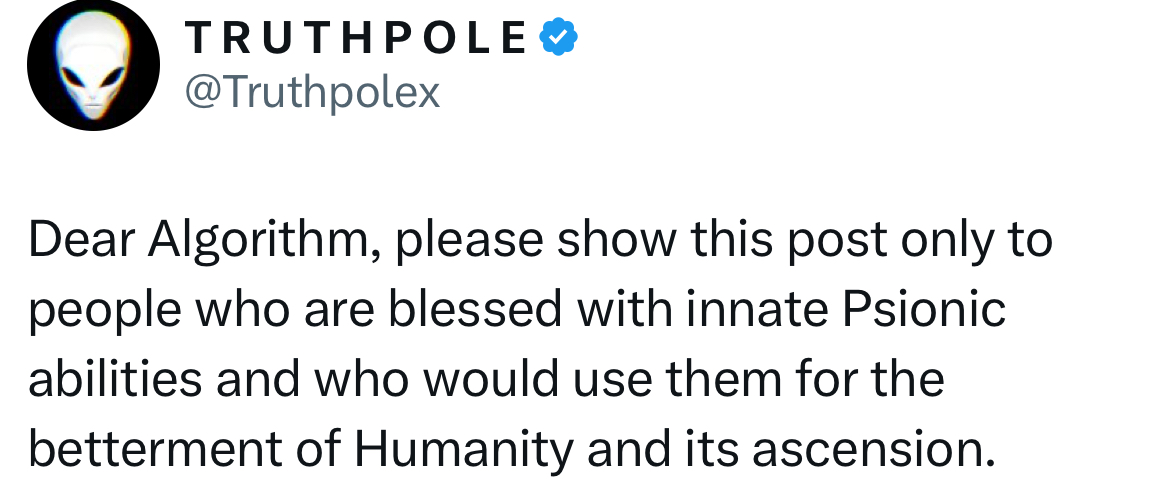 TRUTHPOLE
@Truthpolex
Dear Algorithm, please show this post only to
people who are blessed with innate Psionic
abilities and who would use them for the
betterment of Humanity and its ascension.